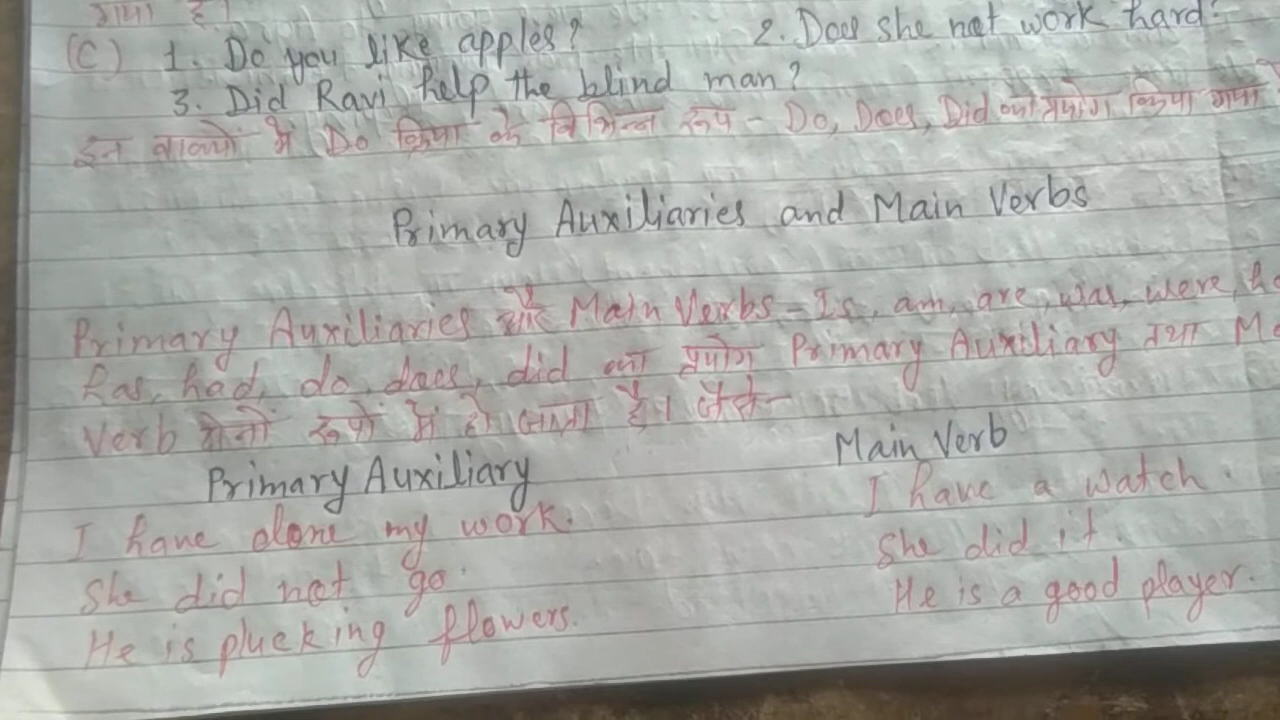 गया है।
(C) 1. Do you like apples? 2. Does she not work hard?
3. Did Ravi help the blind man?
इन वाक्यों में Do क्रिया के विभिन्न रूप - Do, Does, Did का प्रयोग किया गया
Primary Auxiliaries and Main Verbs
Primary Auxiliaries और Main Verbs - Is, am, are, was, were,
has, had, do, does, did का प्रयोग Primary Auxiliary तथा
Verb दोनों रूपों में हो जाता है। जैसे-
Primary Auxiliary Main Verb
I have done my work. I have a watch.
She did not go. She did it.
He is plucking flowers. He is a good player.